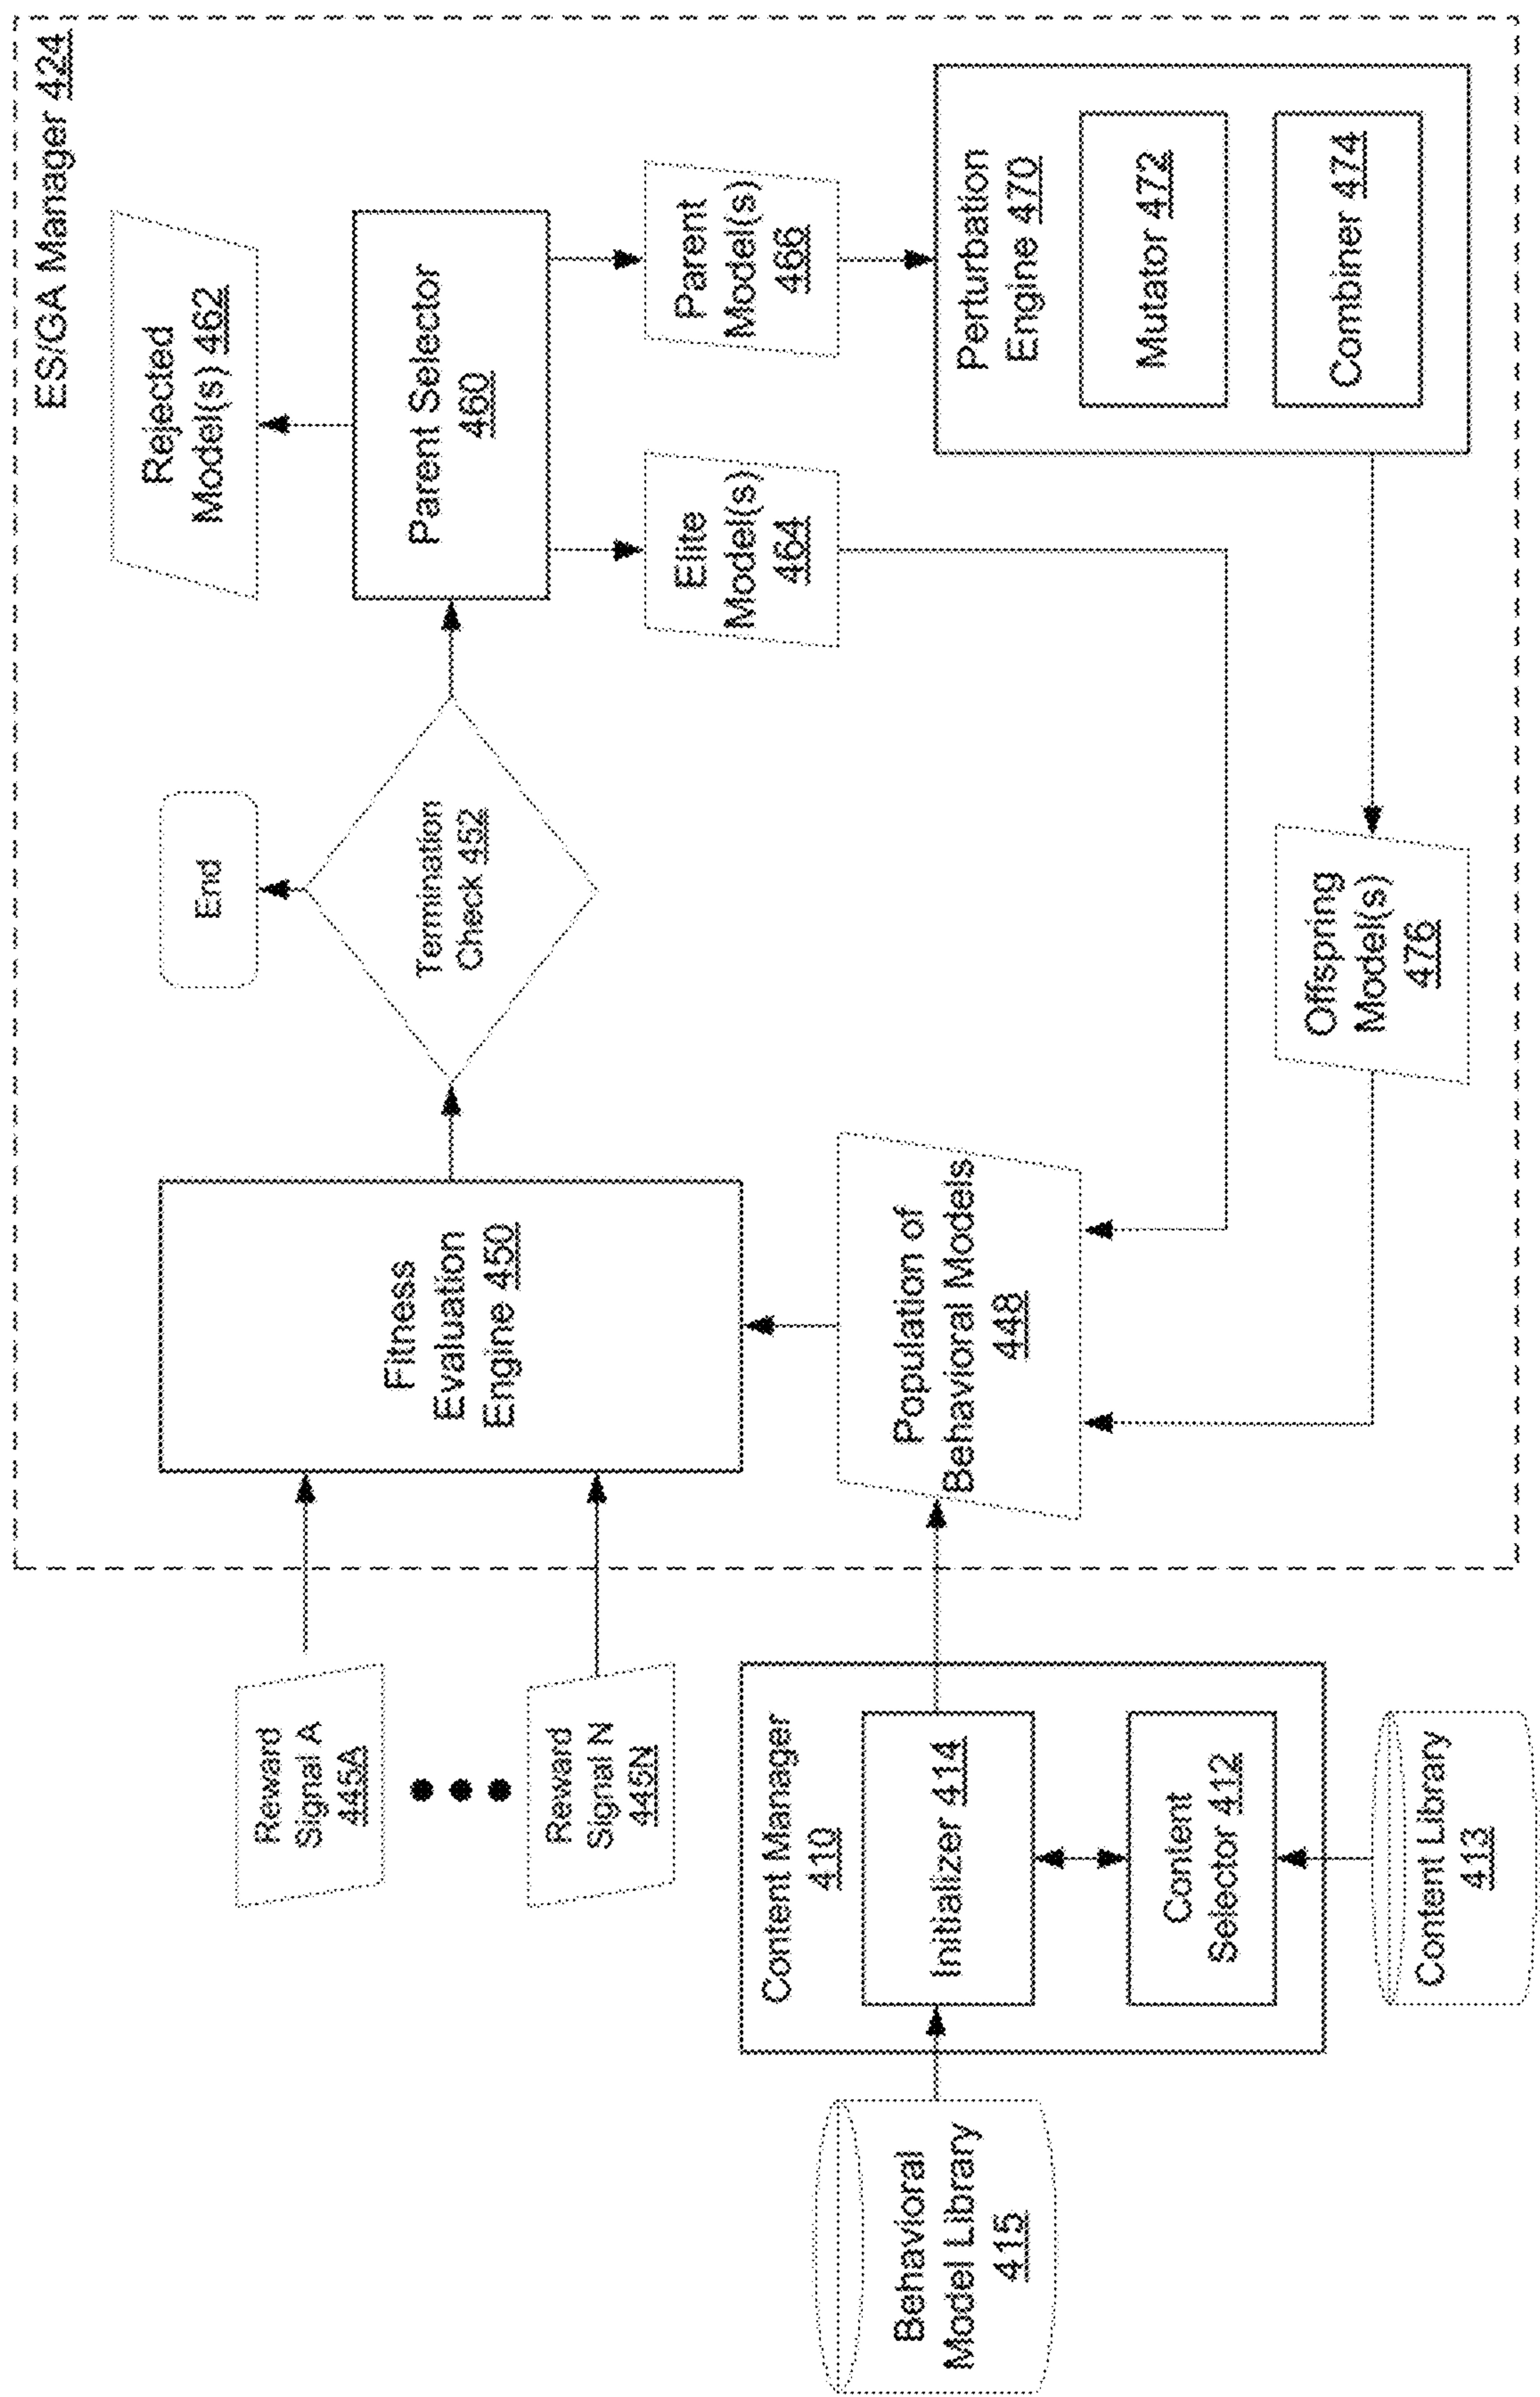 ES/GA Manager 424
Reward
Signal A
445A
Reward
Signal N
445N
Fitness
Evaluation
Engine 450
End
Termination
Check 452
Rejected
Model(s) 462
Parent Selector
460
Elite
Model(s)
464
Parent
Model(s)
466
Behavioral
Model Library
415
Content Manager
410
Initializer 414
Content
Selector 412
Content Library
413
Population of
Behavioral Models
448
Offspring
Model(s)
476
Perturbation
Engine 470
Mutator 472
Combiner 474